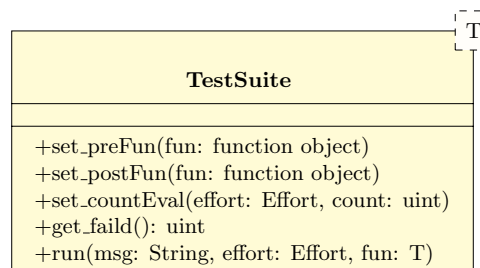 T
TestSuite
+set_preFun(fun: function object)
+set_postFun(fun: function object)
+set_countEval(effort: Effort, count: uint)
+get_faild(): uint
+run(msg: String, effort: Effort, fun: T)